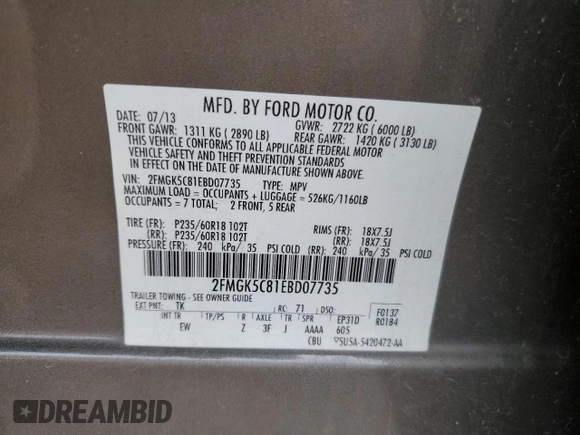 MFD. BY FORD MOTOR CO.
DATE: 07/13 GVWR: 2722 KG ( 6000 LB)
FRONT GAWR: 1311 KG ( 2890 LB) REAR GAWR: 1420 KG ( 3130 LB)
THIS VEHICLE CONFORMS TO ALL APPLICABLE FEDERAL MOTOR
VEHICLE SAFETY AND THEFT PREVENTION STANDARDS
IN EFFECT ON THE DATE OF MANUFACTURE SHOWN ABOVE.
VIN: 2FMGK5C81EBD07735 TYPE: MPV
MAXIMUM LOAD = OCCUPANTS + LUGGAGE = 526KG/1160LB
OCCUPANTS = 7 TOTAL: 2 FRONT, 5 REAR
TIRE (FR): P235/60R18 102T RIMS (FR): 18X7.5J
(RR): P235/60R18 102T (RR): 18X7.5J
PRESSURE (FR): 240 kPa/ 35 PSI COLD (RR): 240 kPa/ 35 PSI COLD
2FMGK5C81EBD07735
TRAILER TOWING - SEE OWNER GUIDE
EXT PNT: TK RC: 71 DSO: F0137
R0184
INT TR TP/PS R AXLE TR SPR EP31D
EW Z 3F J AAAA 605
CBU ▽5U5A-5420472-AA
DREAMBID